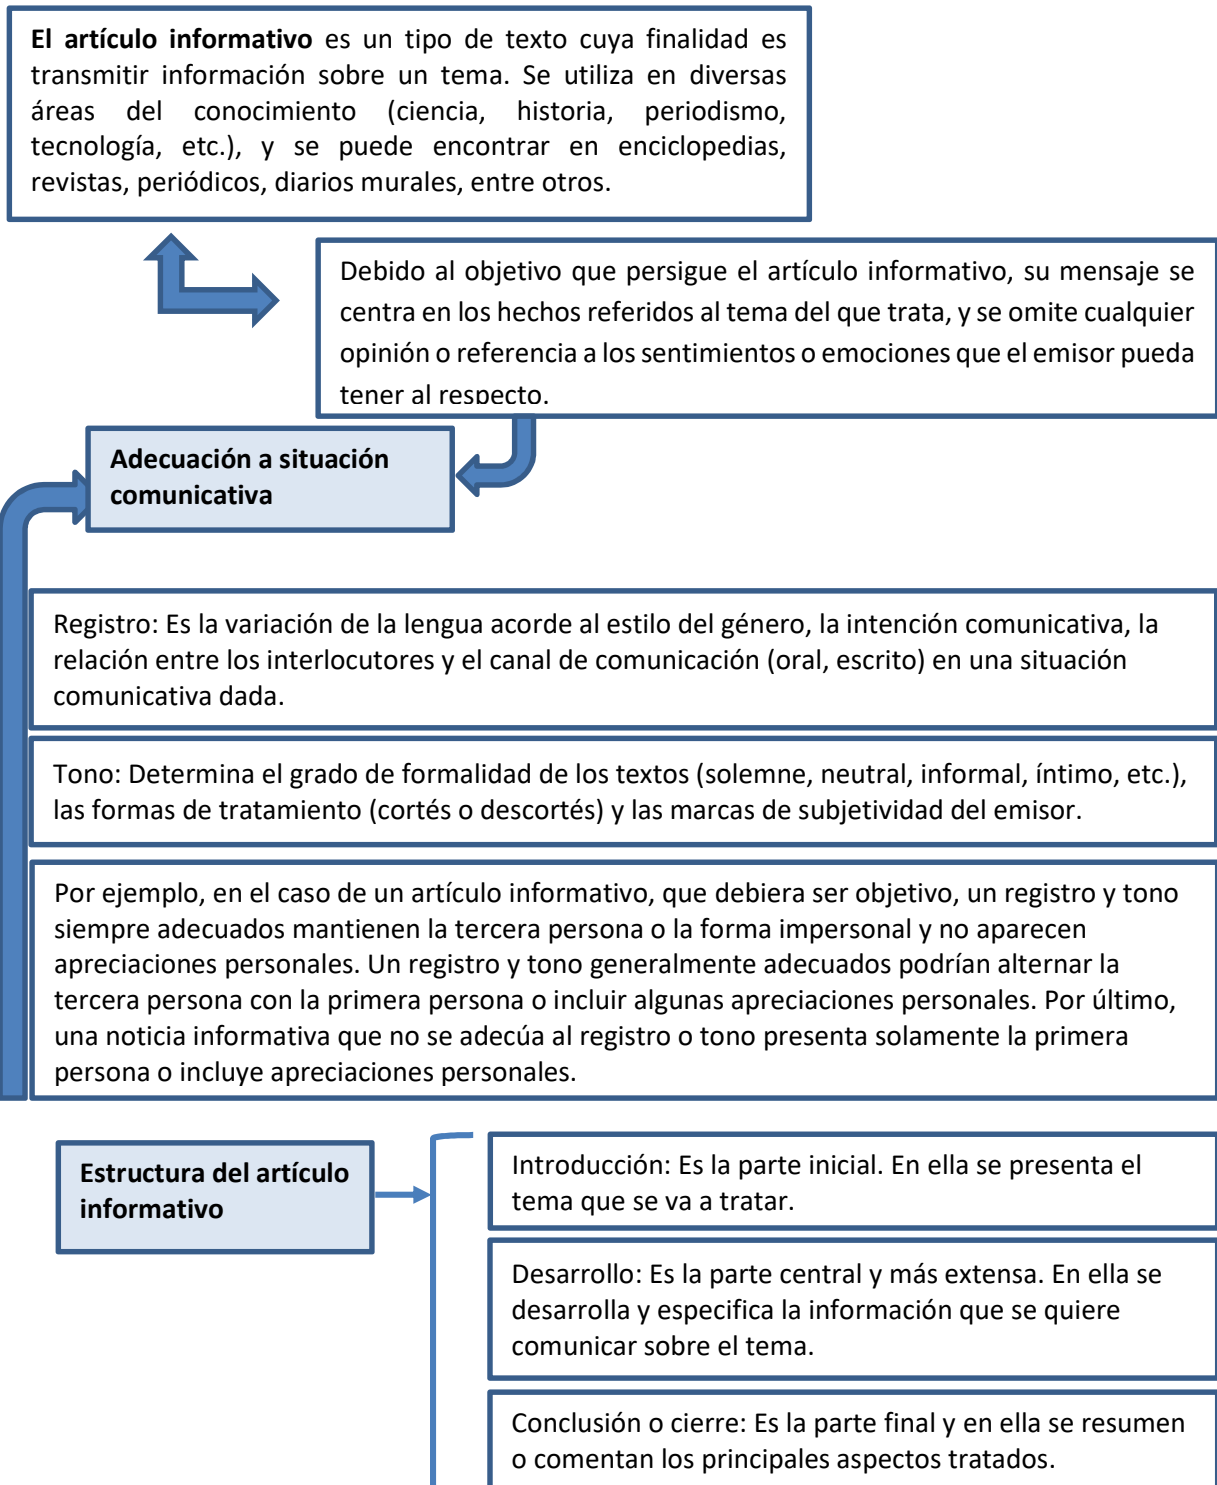 El artículo informativo es un tipo de texto cuya finalidad es
transmitir información sobre un tema. Se utiliza en diversas
áreas del conocimiento (ciencia, historia, periodismo,
tecnología, etc.), y se puede encontrar en enciclopedias,
revistas, periódicos, diarios murales, entre otros.
Debido al objetivo que persigue el artículo informativo, su mensaje se
centra en los hechos referidos al tema del que trata, y se omite cualquier
opinión o referencia a los sentimientos o emociones que el emisor pueda
tener al respecto.
Adecuación a situación
comunicativa
Registro: Es la variación de la lengua acorde al estilo del género, la intención comunicativa, la
relación entre los interlocutores y el canal de comunicación (oral, escrito) en una situación
comunicativa dada.
Tono: Determina el grado de formalidad de los textos (solemne, neutral, informal, íntimo, etc.),
las formas de tratamiento (cortés o descortés) y las marcas de subjetividad del emisor.
Por ejemplo, en el caso de un artículo informativo, que debiera ser objetivo, un registro y tono
siempre adecuados mantienen la tercera persona o la forma impersonal y no aparecen
apreciaciones personales. Un registro y tono generalmente adecuados podrían alternar la
tercera persona con la primera persona o incluir algunas apreciaciones personales. Por último,
una noticia informativa que no se adecúa al registro o tono presenta solamente la primera
persona o incluye apreciaciones personales.
Estructura del artículo
informativo
Introducción: Es la parte inicial. En ella se presenta el
tema que se va a tratar.
Desarrollo: Es la parte central y más extensa. En ella se
desarrolla y especifica la información que se quiere
comunicar sobre el tema.
Conclusión o cierre: Es la parte final y en ella se resumen
o comentan los principales aspectos tratados.